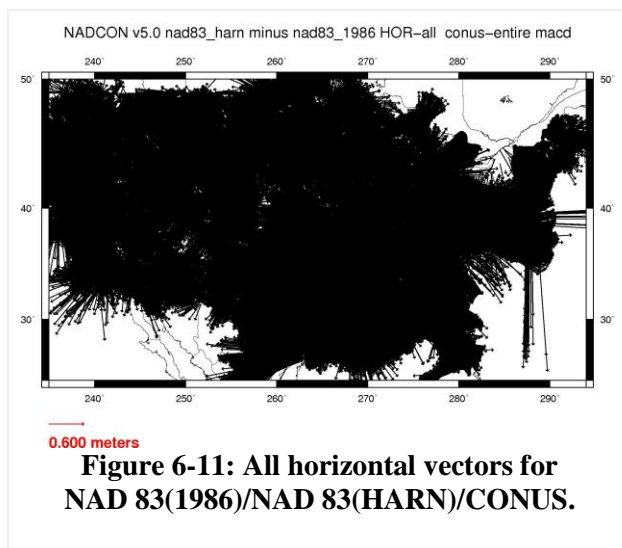 NADCON v5.0 nad83_harn minus nad83_1986 HOR-all conus-entire macd
240° 250° 260° 270° 280° 290°
50° 50°
40° 40°
30° 30°
240° 250° 260° 270° 280° 290°
0.600 meters
Figure 6-11: All horizontal vectors for
NAD 83(1986)/NAD 83(HARN)/CONUS.